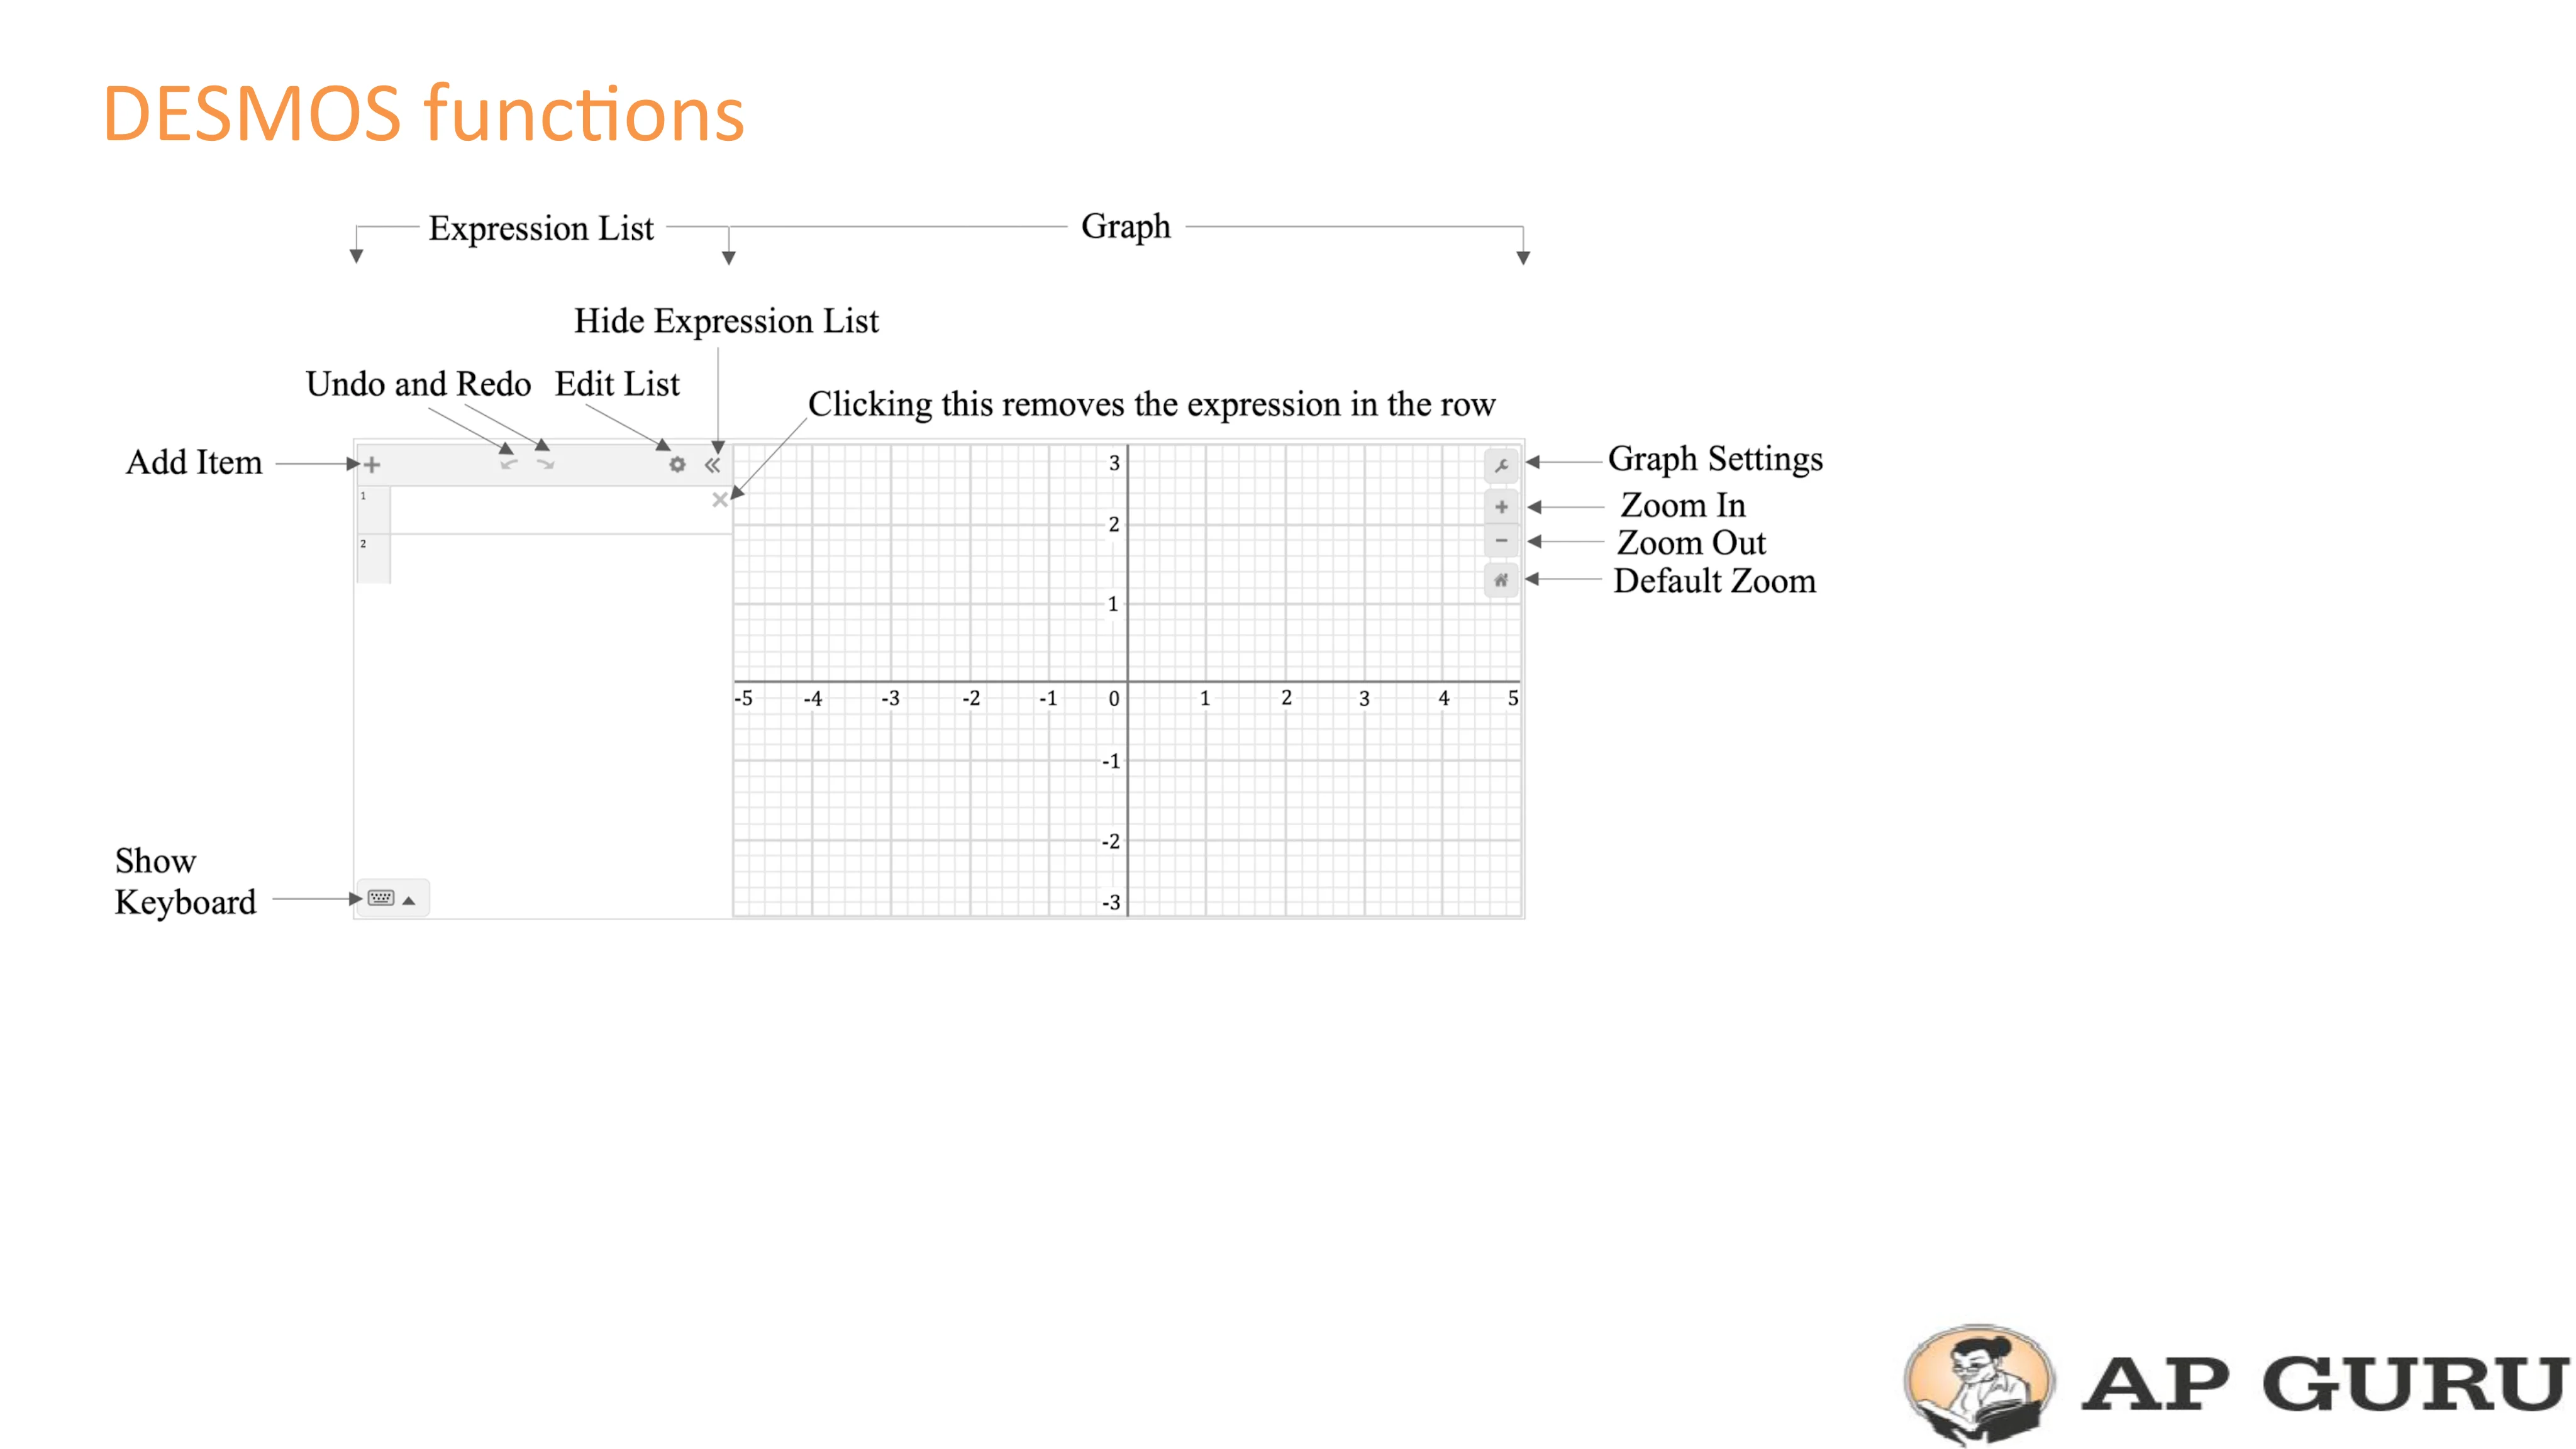 DESMOS functions
Expression List
Graph
Hide Expression List
Undo and Redo Edit List
Clicking this removes the expression in the row
Add Item
Graph Settings
Zoom In
Zoom Out
Default Zoom
1
2
3
2
1
-5 -4 -3 -2 -1 0 1 2 3 4 5
-1
-2
-3
Show
Keyboard
AP GURU